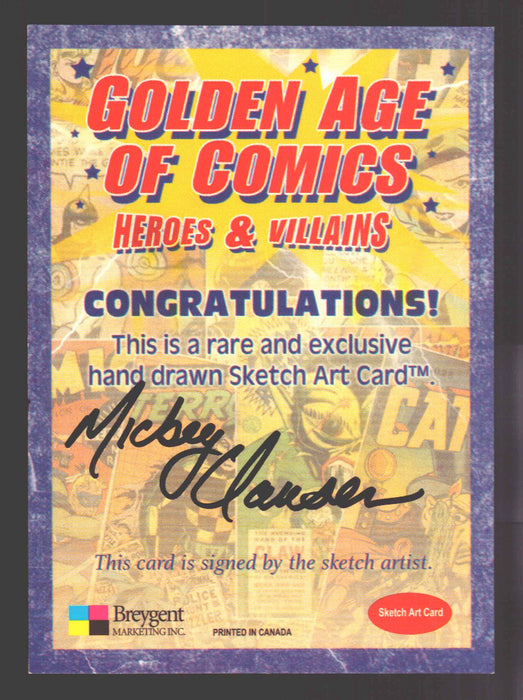 GOLDEN AGE
OF COMICS
HEROES & VILLAINS
CONGRATULATIONS!
This is a rare and exclusive
hand drawn Sketch Art Card™.
Mickey Clausen
This card is signed by the sketch artist.
Breygent
MARKETING INC.
PRINTED IN CANADA
Sketch Art Card